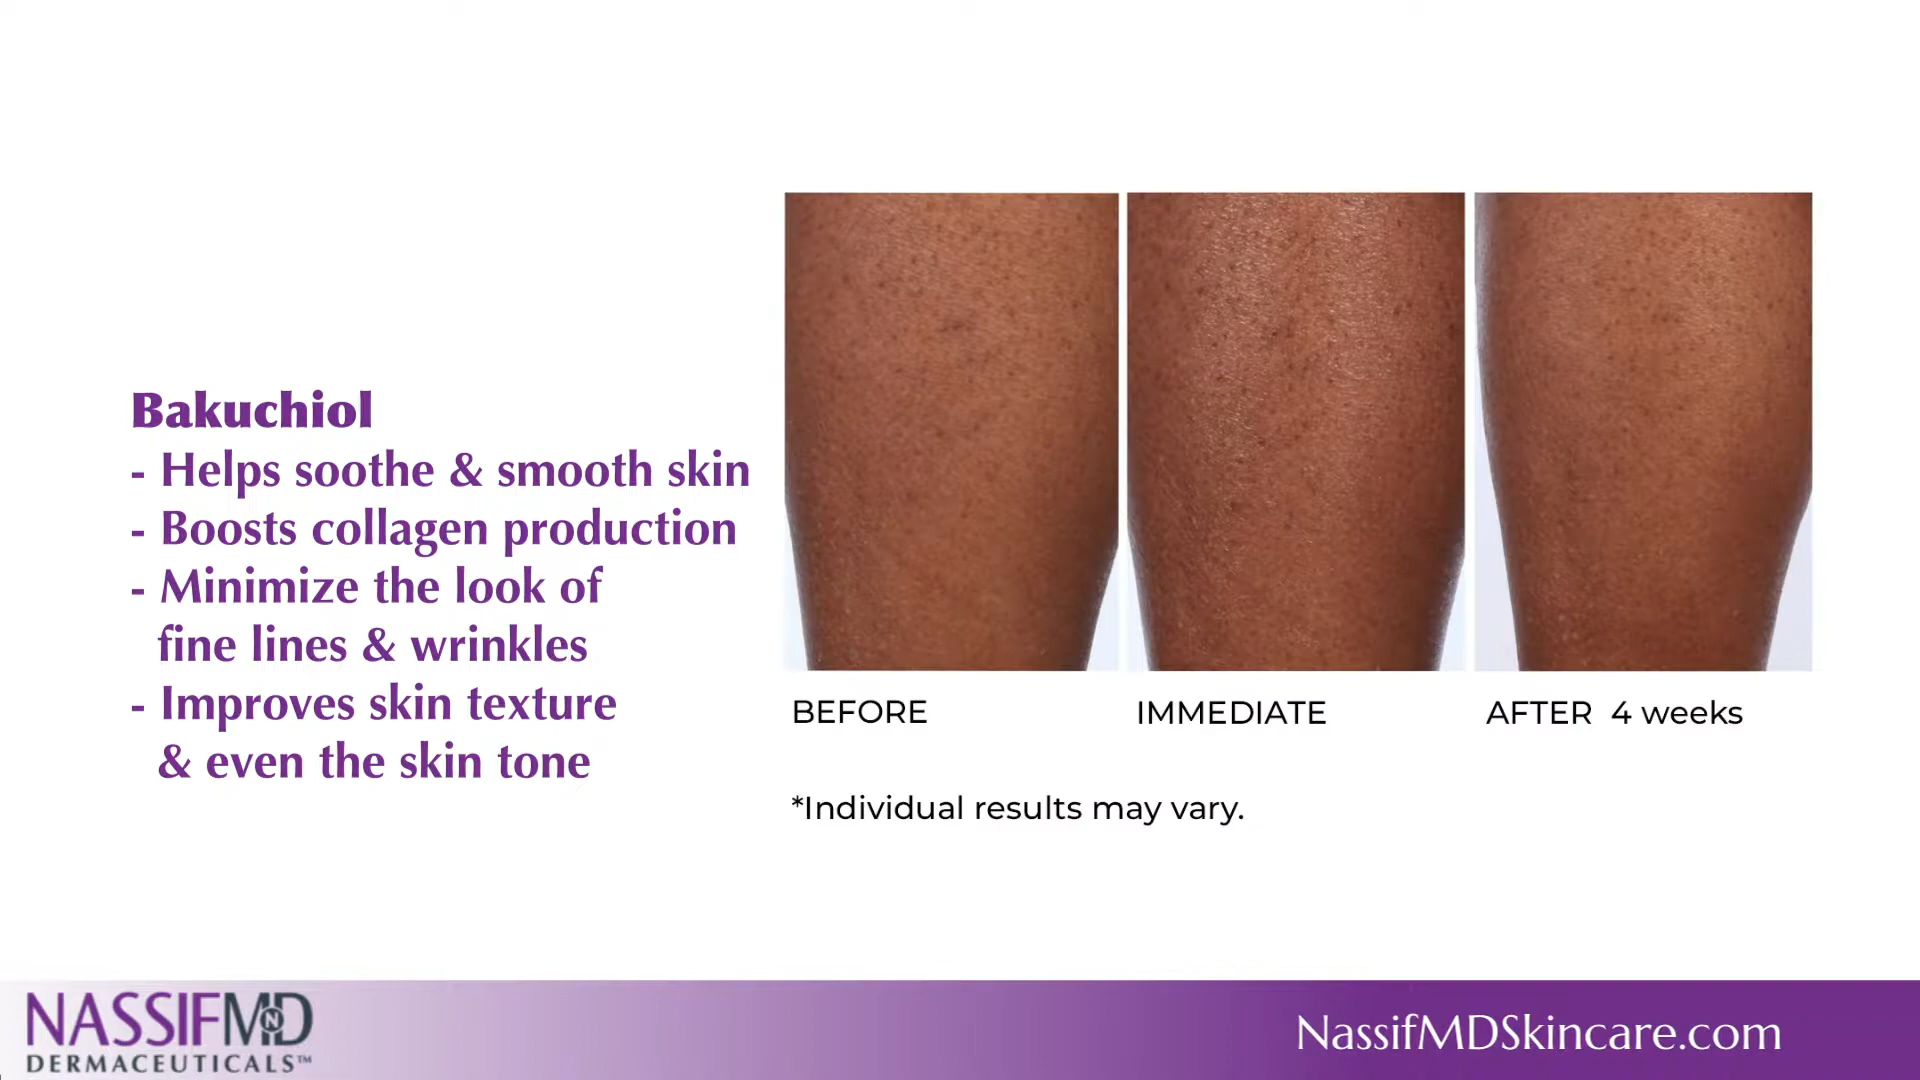 Bakuchiol
- Helps soothe & smooth skin
- Boosts collagen production
- Minimize the look of
fine lines & wrinkles
- Improves skin texture
& even the skin tone
BEFORE
IMMEDIATE
AFTER 4 weeks
*Individual results may vary.
NASSIFMD
DERMACEUTICALS™
NassifMDSkincare.com